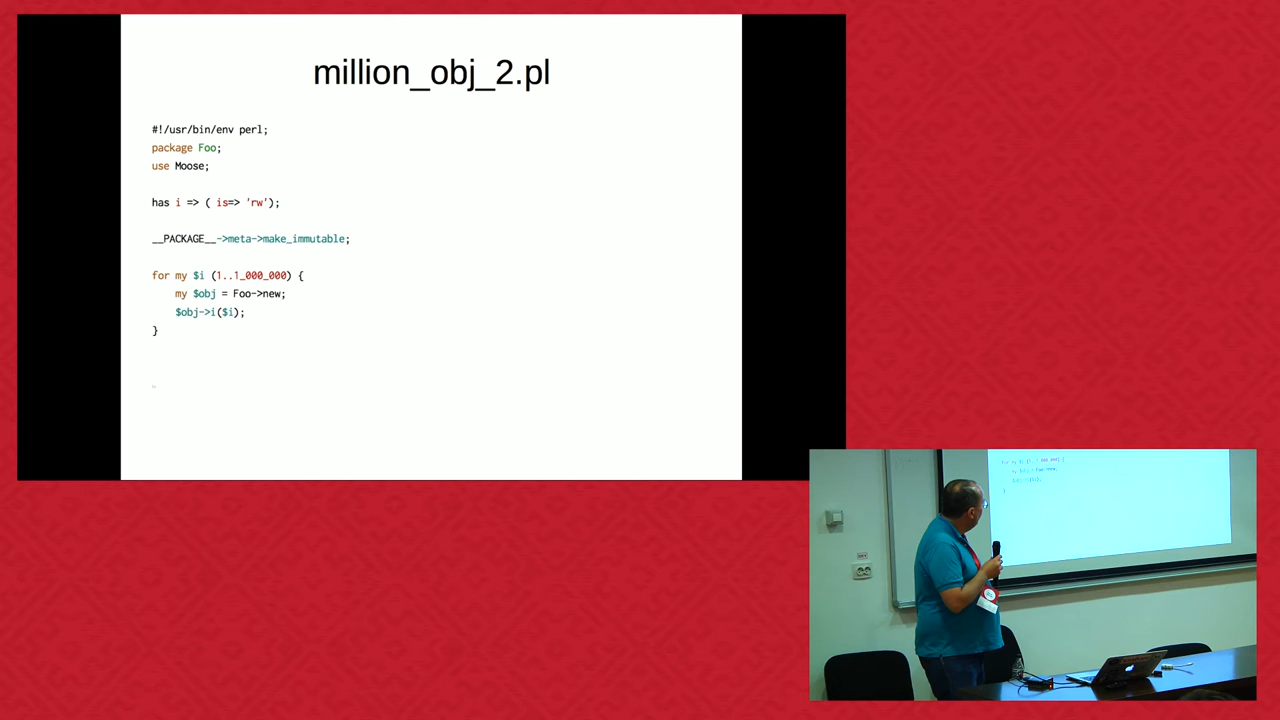 million_obj_2.pl
#!/usr/bin/env perl;
package Foo;
use Moose;
has i => ( is=> 'rw');
__PACKAGE__->meta->make_immutable;
for my $i (1..1_000_000) {
my $obj = Foo->new;
$obj->i($i);
}